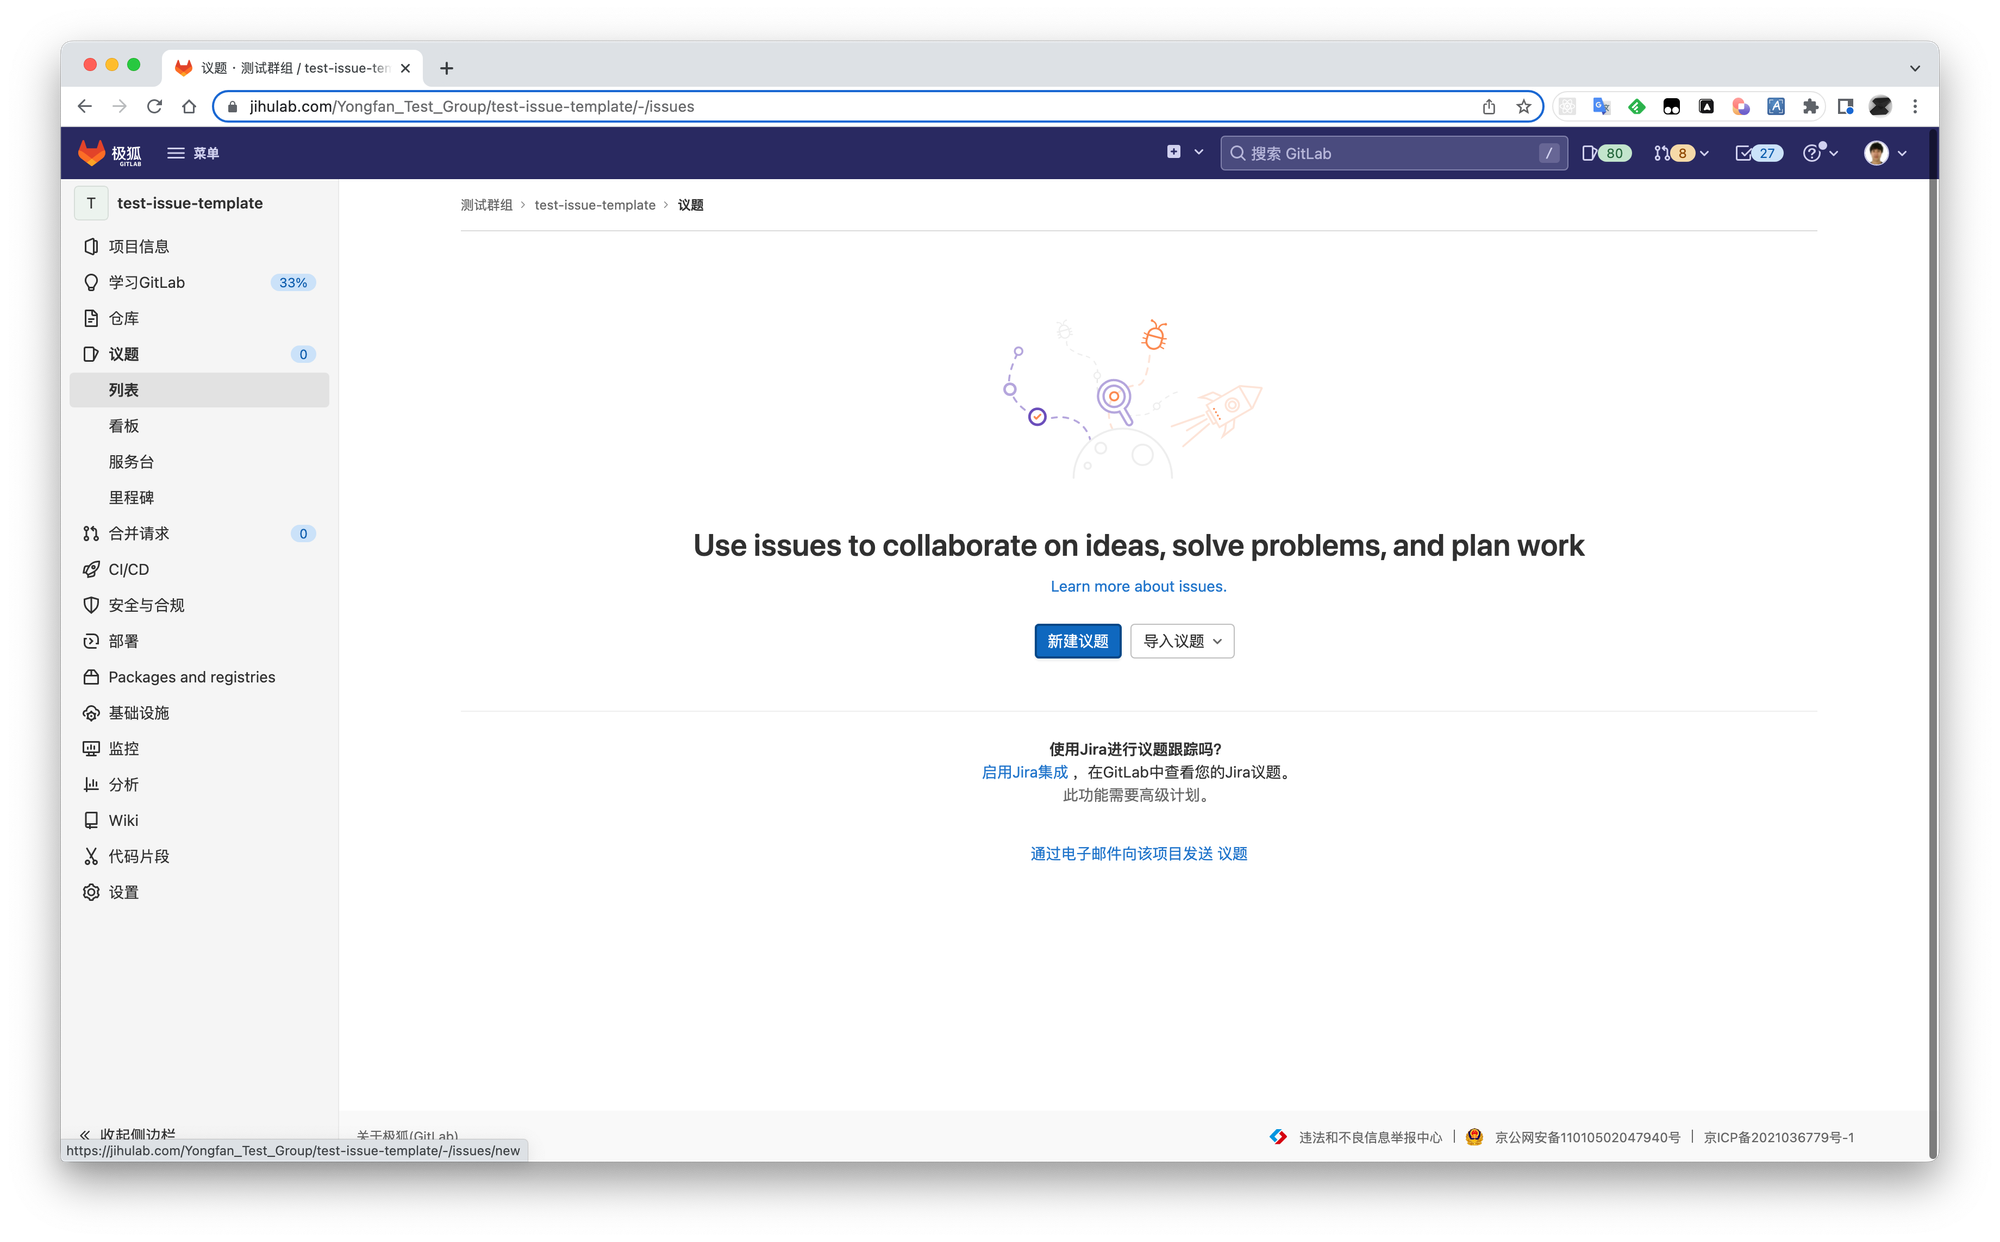 议题 · 测试群组 / test-issue-ten
jihulab.com/Yongfan_Test_Group/test-issue-template/-/issues
极狐
GITLAB
菜单
搜索 GitLab
/
80
8
27
T
test-issue-template
项目信息
学习GitLab
33%
仓库
议题
0
列表
看板
服务台
里程碑
合并请求
0
CI/CD
安全与合规
部署
Packages and registries
基础设施
监控
分析
Wiki
代码片段
设置
收起侧边栏
测试群组 > test-issue-template > 议题
Use issues to collaborate on ideas, solve problems, and plan work
Learn more about issues.
新建议题
导入议题
使用Jira进行议题跟踪吗?
启用Jira集成 ，在GitLab中查看您的Jira议题。
此功能需要高级计划。
通过电子邮件向该项目发送 议题
关于极狐(GitLab)
违法和不良信息举报中心 | 京公网安备11010502047940号 | 京ICP备2021036779号-1
https://jihulab.com/Yongfan_Test_Group/test-issue-template/-/issues/new